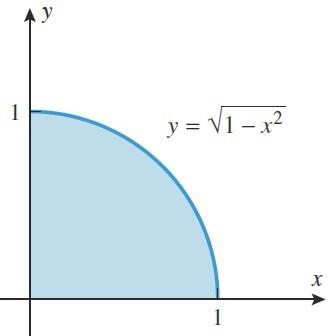 y
1
y = √1 − x²
x
1